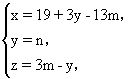 x = 19 + 3y - 13m,
y = n,
z = 3m - y,